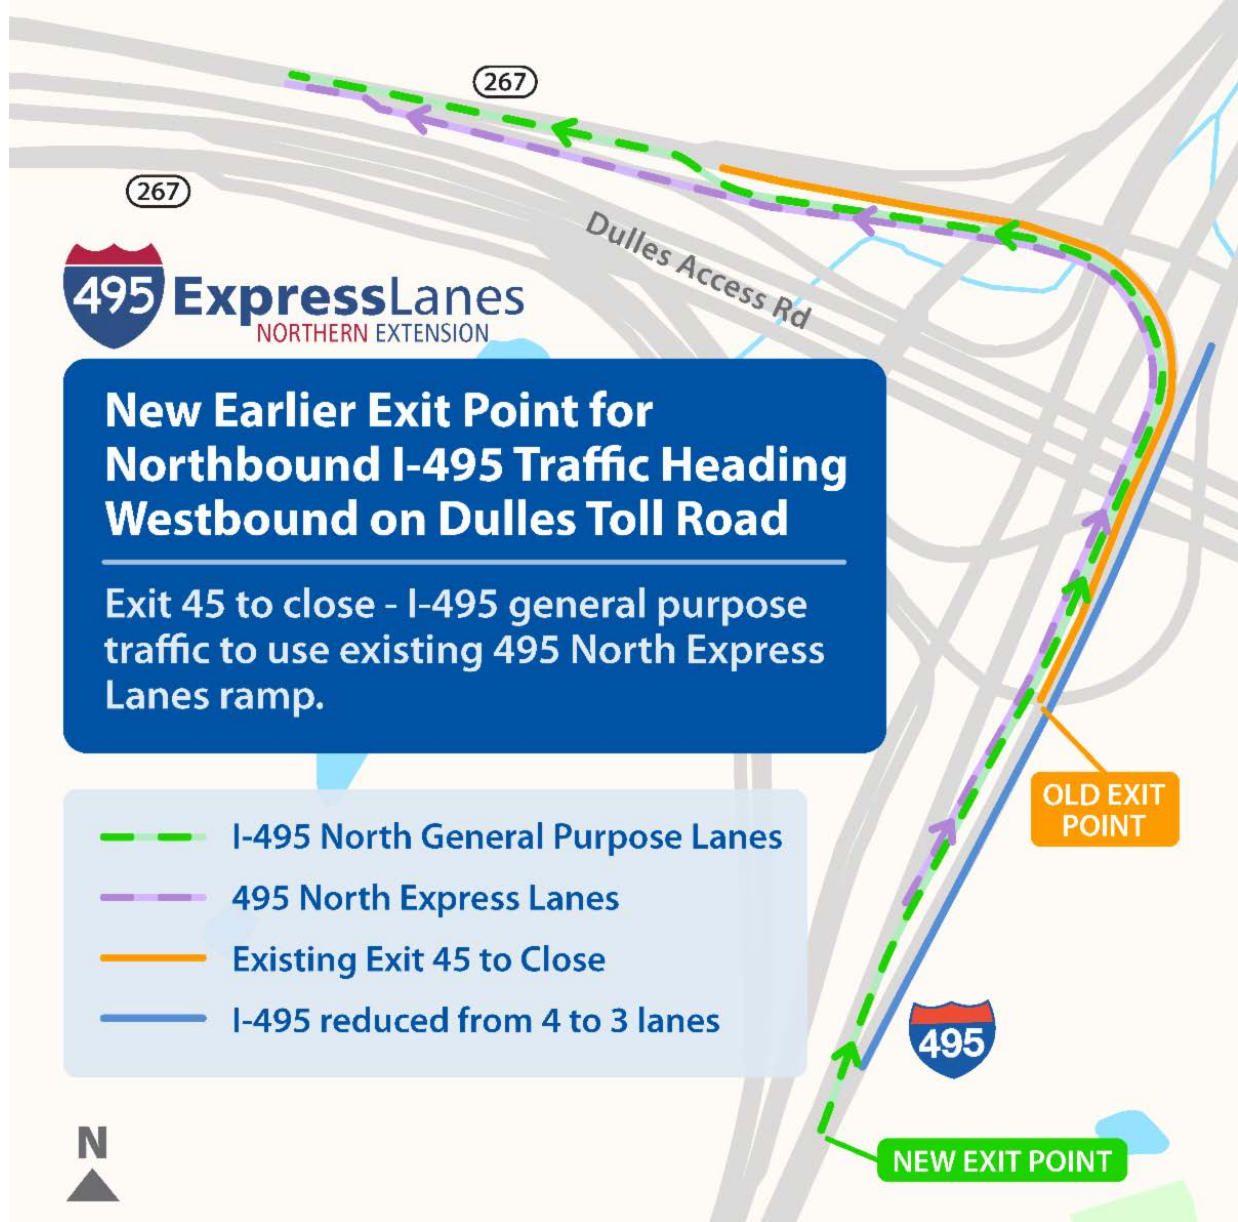 267
267
Dulles Access Rd
495 ExpressLanes
NORTHERN EXTENSION
New Earlier Exit Point for
Northbound I-495 Traffic Heading
Westbound on Dulles Toll Road
Exit 45 to close - I-495 general purpose
traffic to use existing 495 North Express
Lanes ramp.
OLD EXIT
POINT
I-495 North General Purpose Lanes
495 North Express Lanes
Existing Exit 45 to Close
I-495 reduced from 4 to 3 lanes
495
N
NEW EXIT POINT